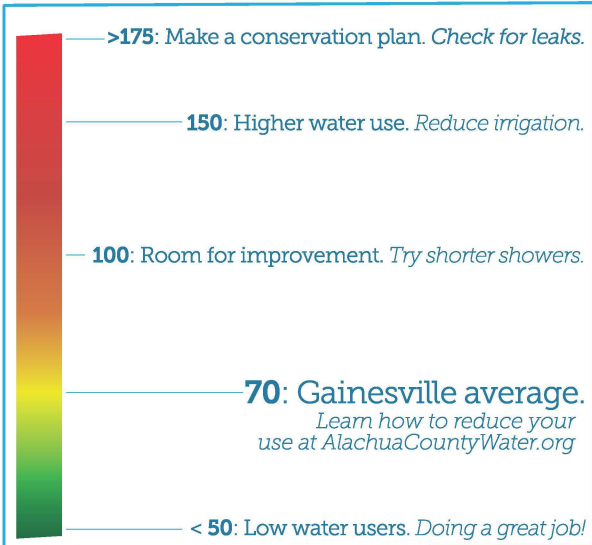 >175: Make a conservation plan. Check for leaks.
150: Higher water use. Reduce irrigation.
100: Room for improvement. Try shorter showers.
70: Gainesville average.
Learn how to reduce your
use at AlachuaCountyWater.org
< 50: Low water users. Doing a great job!